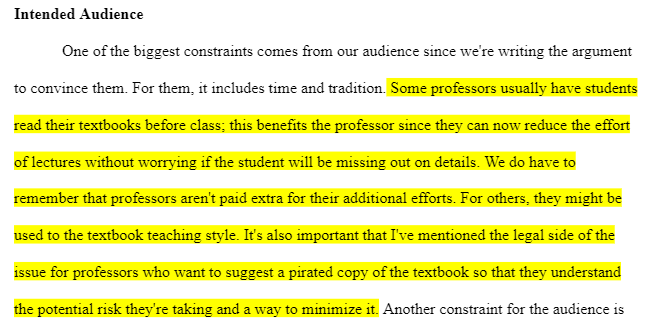 Intended Audience
One of the biggest constraints comes from our audience since we're writing the argument
to convince them. For them, it includes time and tradition. Some professors usually have students
read their textbooks before class; this benefits the professor since they can now reduce the effort
of lectures without worrying if the student will be missing out on details. We do have to
remember that professors aren't paid extra for their additional efforts. For others, they might be
used to the textbook teaching style. It's also important that I've mentioned the legal side of the
issue for professors who want to suggest a pirated copy of the textbook so that they understand
the potential risk they're taking and a way to minimize it. Another constraint for the audience is